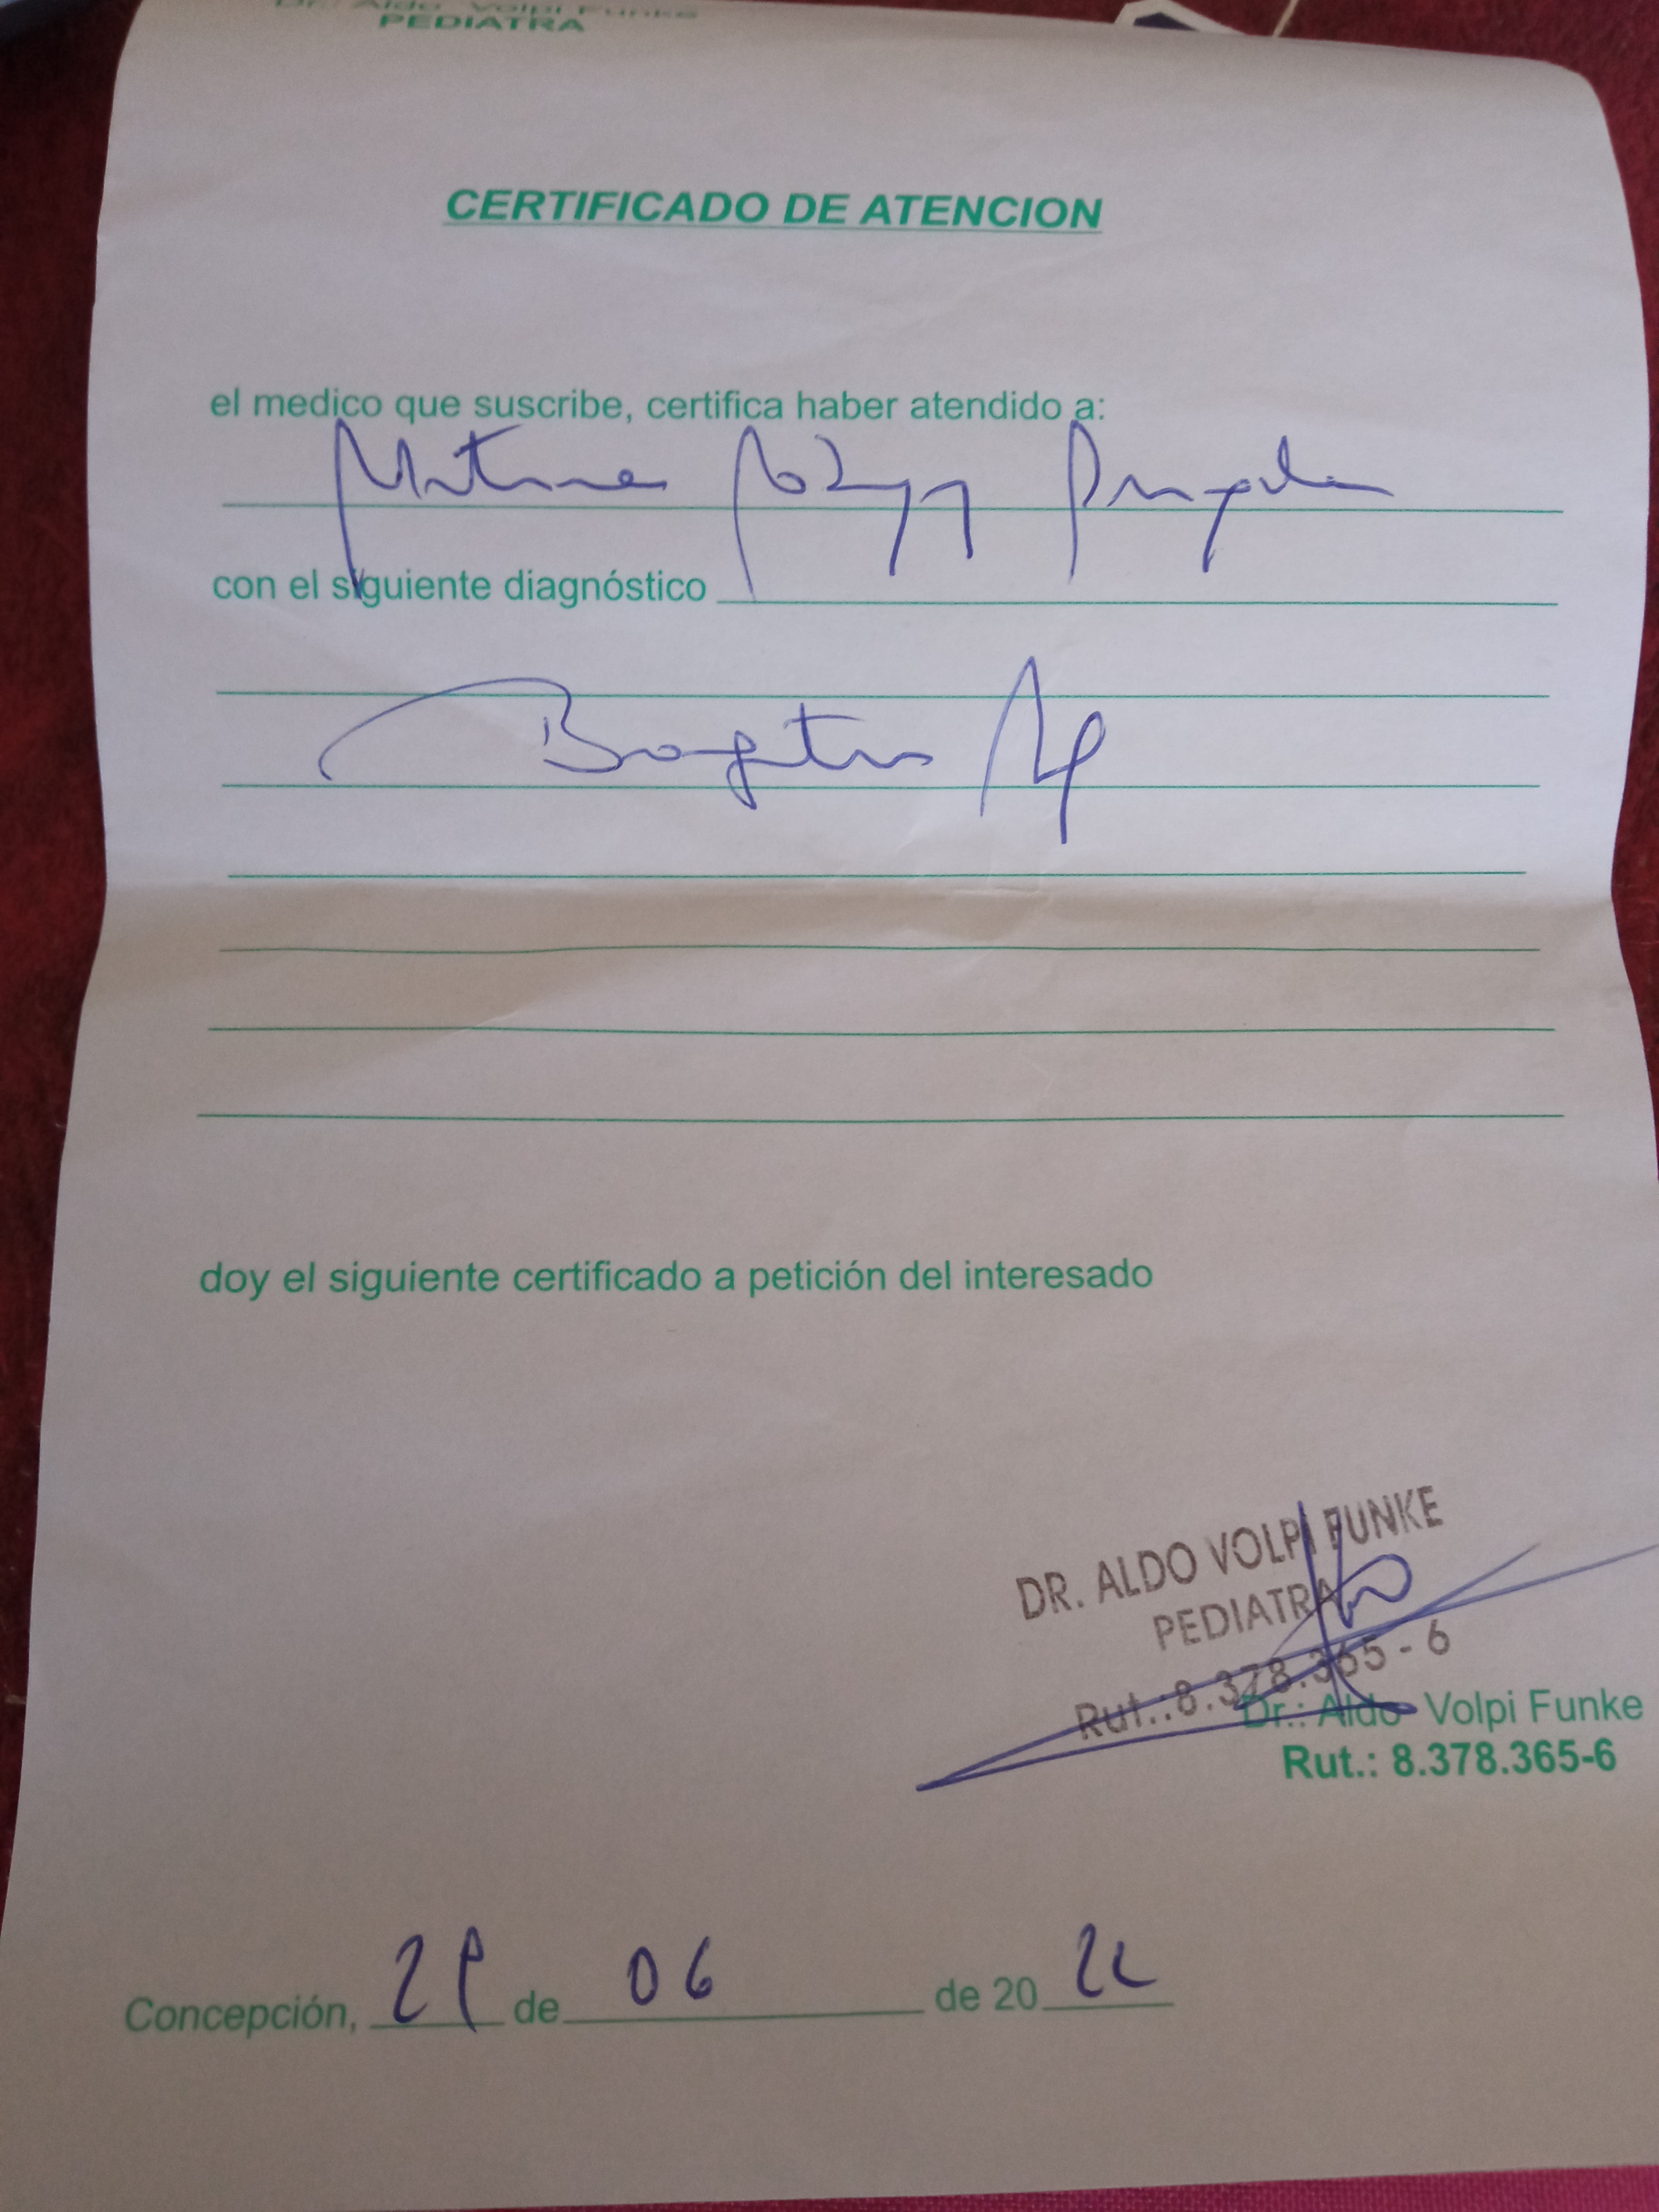 Dr.: Aldo Volpi Funke
PEDIATRA
CERTIFICADO DE ATENCION
el medico que suscribe, certifica haber atendido a:
con el siguiente diagnóstico
doy el siguiente certificado a petición del interesado
DR. ALDO VOLPI FUNKE
PEDIATRA
Rut.: 8.378.365 - 6
Dr.: Aldo Volpi Funke
Rut.: 8.378.365-6
Concepción, de 06 de 20 22